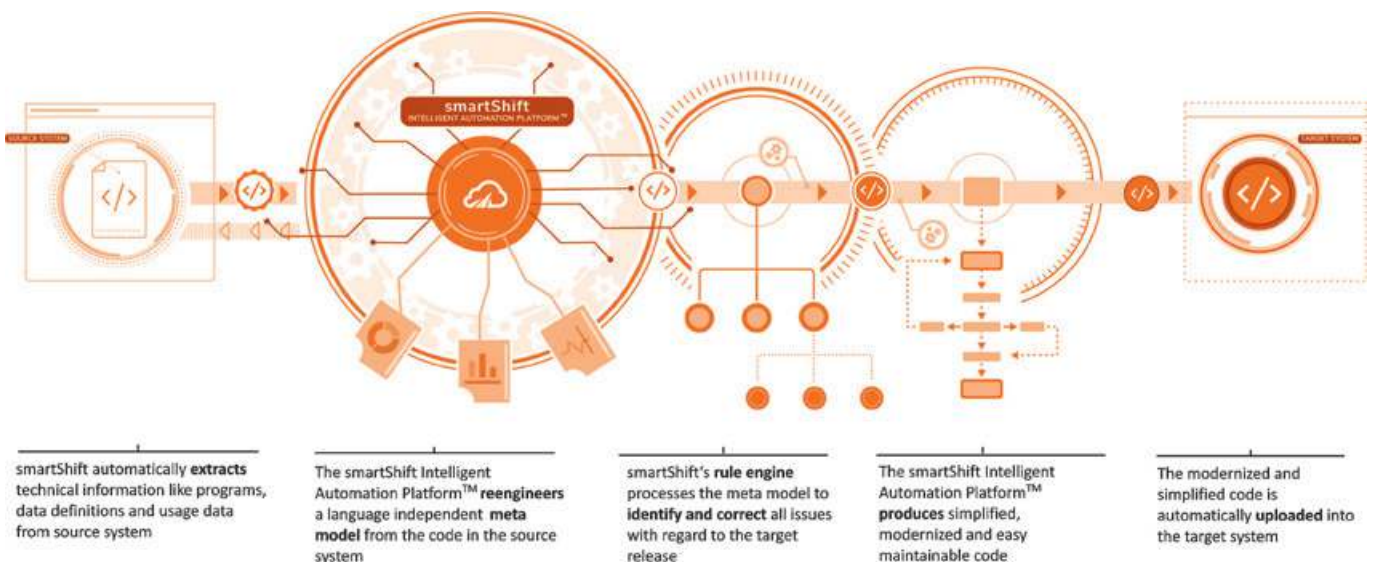 SOURCE SYSTEM
smartShift
INTELLIGENT AUTOMATION PLATFORM™
TARGET SYSTEM
smartShift automatically extracts
technical information like programs,
data definitions and usage data
from source system
The smartShift Intelligent
Automation Platform™ reengineers
a language independent meta
model from the code in the source
system
smartShift's rule engine
processes the meta model to
identify and correct all issues
with regard to the target
release
The smartShift Intelligent
Automation Platform™
produces simplified,
modernized and easy
maintainable code
The modernized and
simplified code is
automatically uploaded into
the target system